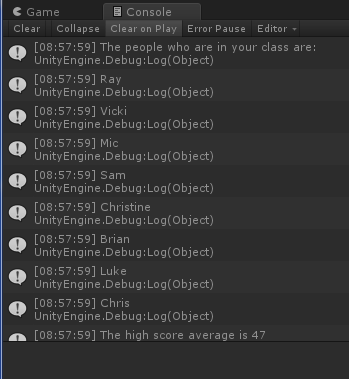 Game
Console
Clear Collapse Clear on Play Error Pause Editor
[08:57:59] The people who are in your class are:
UnityEngine.Debug:Log(Object)
[08:57:59] Ray
UnityEngine.Debug:Log(Object)
[08:57:59] Vicki
UnityEngine.Debug:Log(Object)
[08:57:59] Mic
UnityEngine.Debug:Log(Object)
[08:57:59] Sam
UnityEngine.Debug:Log(Object)
[08:57:59] Christine
UnityEngine.Debug:Log(Object)
[08:57:59] Brian
UnityEngine.Debug:Log(Object)
[08:57:59] Luke
UnityEngine.Debug:Log(Object)
[08:57:59] Chris
UnityEngine.Debug:Log(Object)
[08:57:59] The high score average is 47